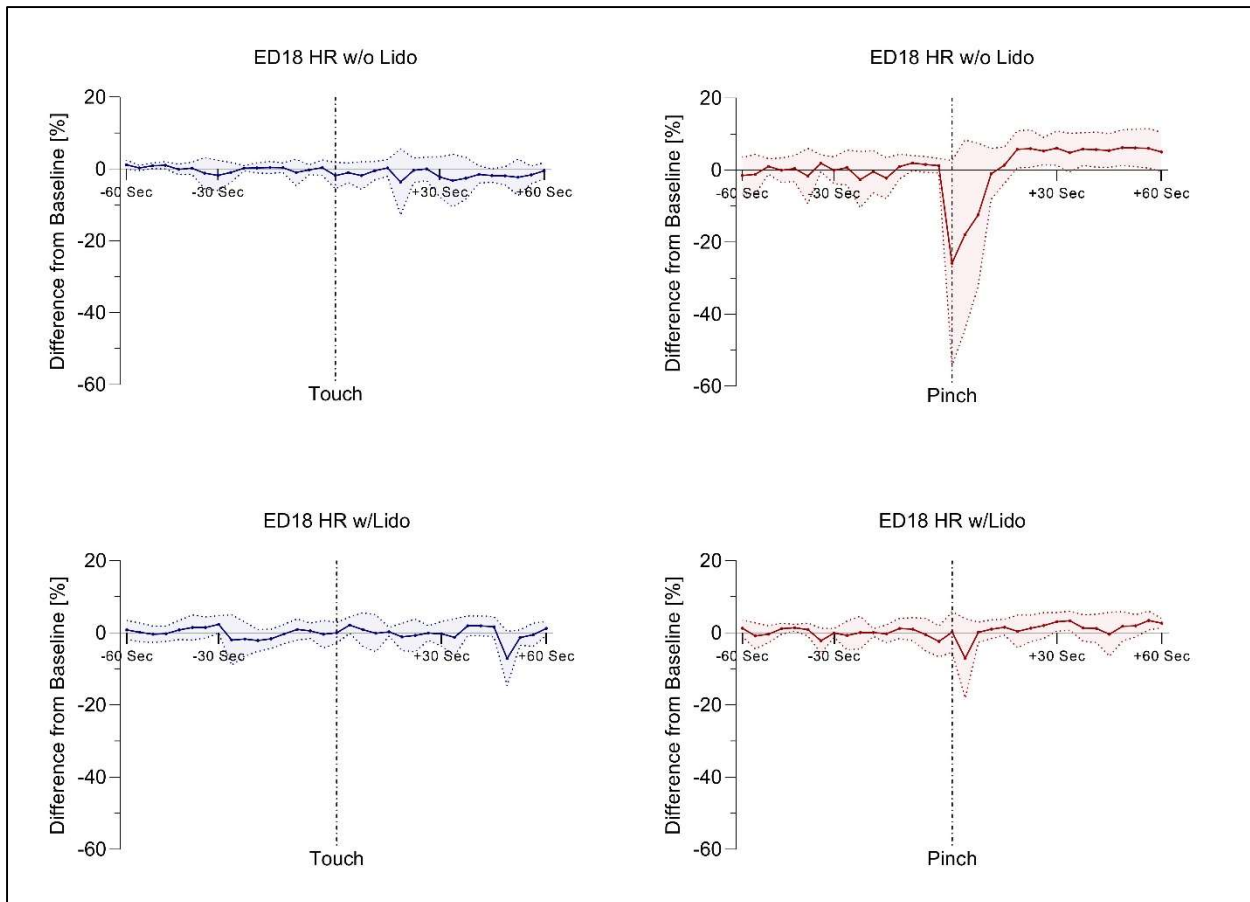 ED18 HR w/o Lido
20
0
-20
-40
-60
Difference from Baseline [%]
-60 Sec
-30 Sec
+30 Sec
+60 Sec
Touch
ED18 HR w/o Lido
20
0
-20
-40
-60
Difference from Baseline [%]
-60 Sec
-30 Sec
+30 Sec
+60 Sec
Pinch
ED18 HR w/Lido
20
0
-20
-40
-60
Difference from Baseline [%]
-60 Sec
-30 Sec
+30 Sec
+60 Sec
Touch
ED18 HR w/Lido
20
0
-20
-40
-60
Difference from Baseline [%]
-60 Sec
-30 Sec
+30 Sec
+60 Sec
Pinch